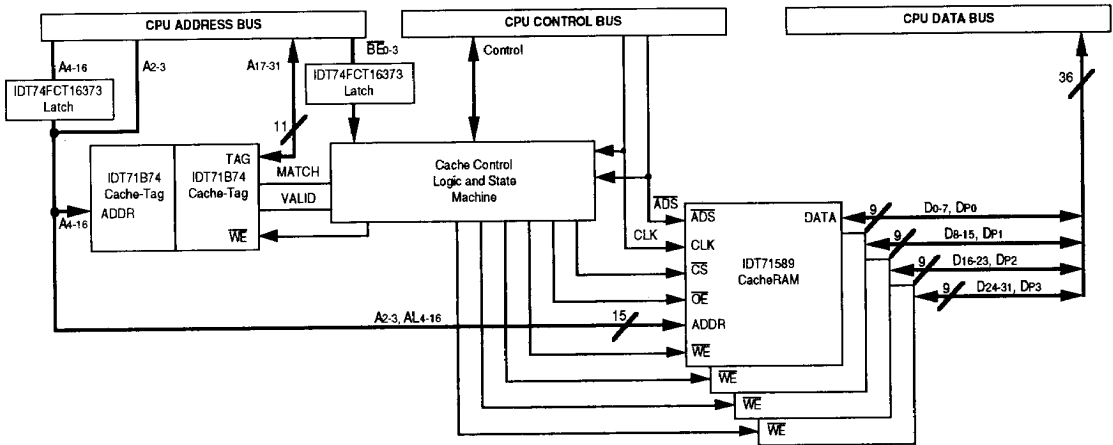 CPU ADDRESS BUS
CPU CONTROL BUS
CPU DATA BUS
A4-16
A2-3
A17-31
BE0-3
Control
36
IDT74FCT16373
Latch
IDT74FCT16373
Latch
11
IDT71B74
Cache-Tag
ADDR
TAG
IDT71B74
Cache-Tag
WE
MATCH
VALID
Cache Control
Logic and State
Machine
A4-16
ADS
CLK
ADS
CLK
CS
OE
ADDR
WE
DATA
IDT71589
CacheRAM
9
D0-7, DP0
9
D8-15, DP1
9
D16-23, DP2
9
D24-31, DP3
A2-3, AL4-16
15
WE
WE
WE